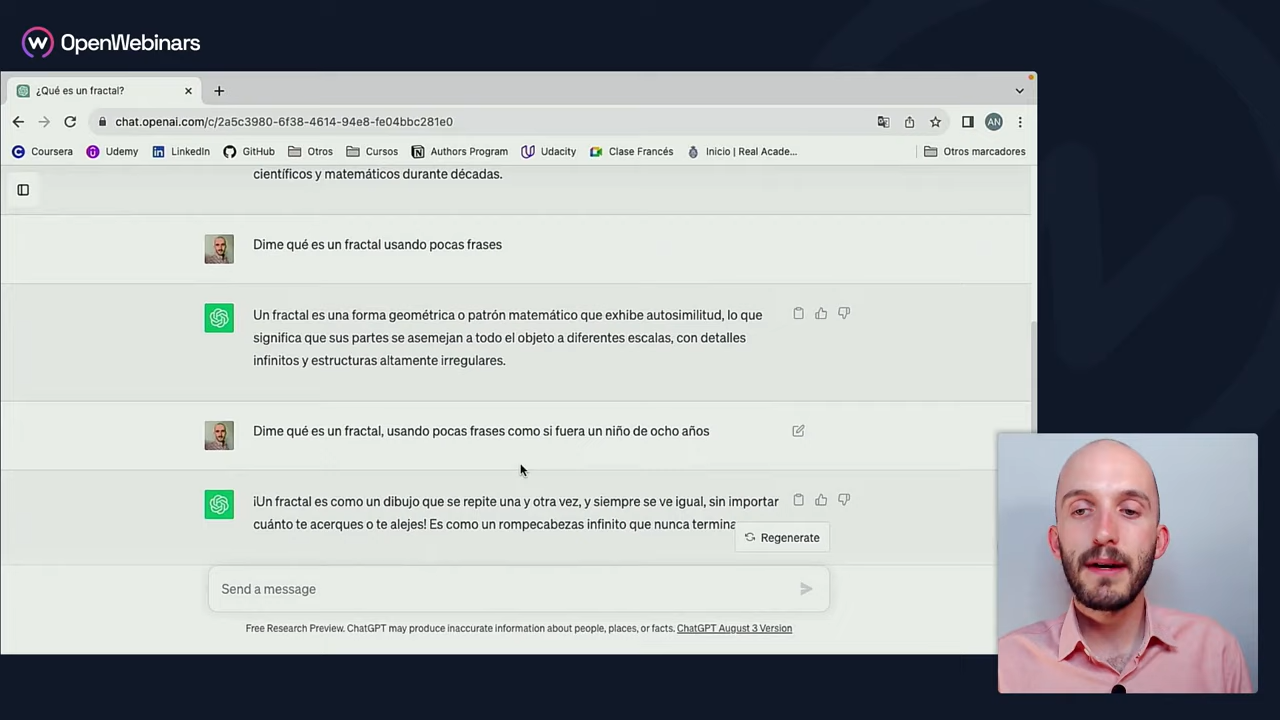 OpenWebinars
¿Qué es un fractal?
chat.openai.com/c/2a5c3980-6f38-4614-94e8-fe04bbc281e0
AN
Coursera Udemy LinkedIn GitHub Otros Cursos Authors Program Udacity Clase Francés Inicio | Real Acade... Otros marcadores
científicos y matemáticos durante décadas.
Dime qué es un fractal usando pocas frases
Un fractal es una forma geométrica o patrón matemático que exhibe autosimilitud, lo que
significa que sus partes se asemejan a todo el objeto a diferentes escalas, con detalles
infinitos y estructuras altamente irregulares.
Dime qué es un fractal, usando pocas frases como si fuera un niño de ocho años
¡Un fractal es como un dibujo que se repite una y otra vez, y siempre se ve igual, sin importar
cuánto te acerques o te alejes! Es como un rompecabezas infinito que nunca termina
Regenerate
Send a message
Free Research Preview. ChatGPT may produce inaccurate information about people, places, or facts. ChatGPT August 3 Version